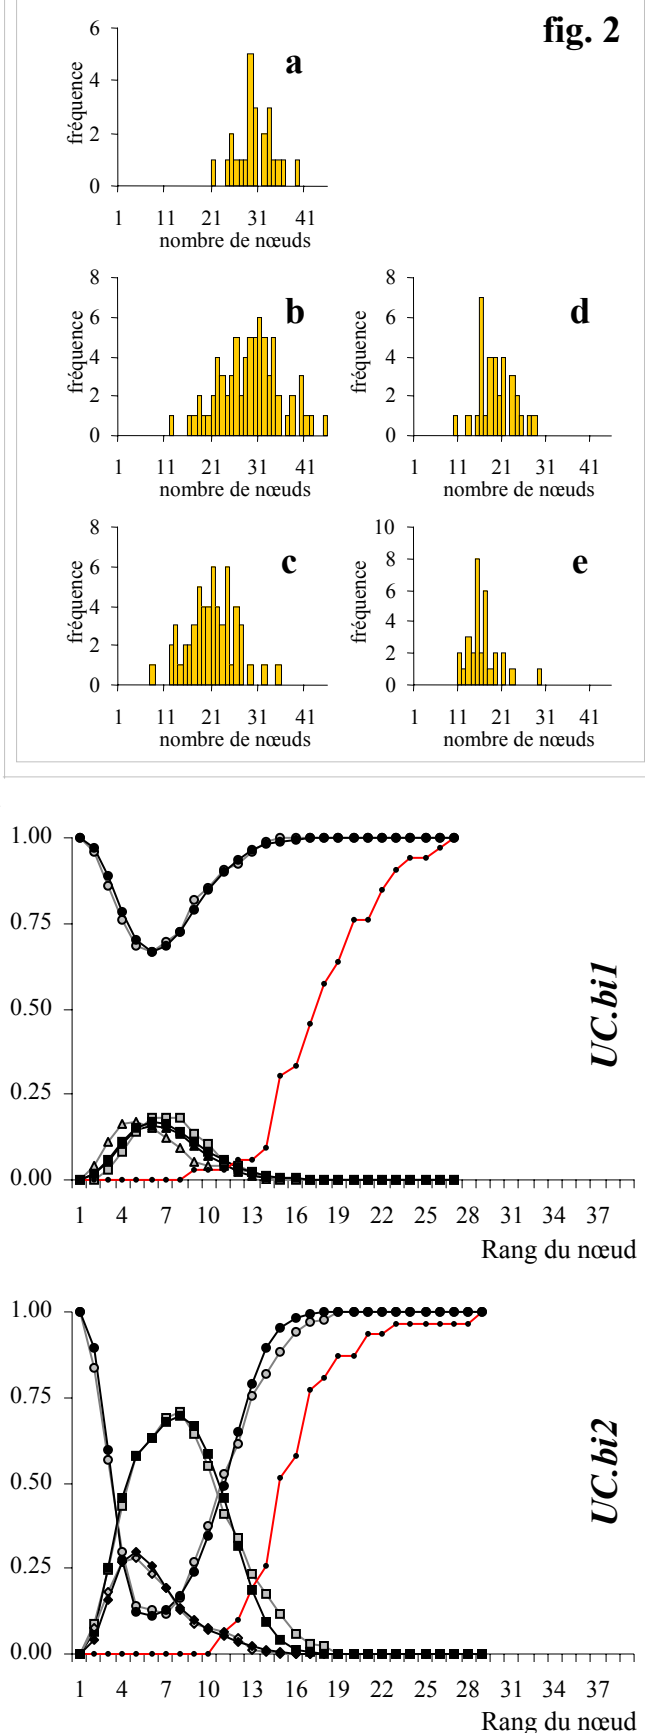 fig. 2
a
fréquence
6
4
2
0
1 11 21 31 41
nombre de nœuds
b
fréquence
8
6
4
2
0
1 11 21 31 41
nombre de nœuds
d
fréquence
8
6
4
2
0
1 11 21 31 41
nombre de nœuds
c
fréquence
8
6
4
2
0
1 11 21 31 41
nombre de nœuds
e
fréquence
10
8
6
4
2
0
1 11 21 31 41
nombre de nœuds
1.00
0.75
0.50
0.25
0.00
1 4 7 10 13 16 19 22 25 28 31 34 37
Rang du nœud
UC.bi1
1.00
0.75
0.50
0.25
0.00
1 4 7 10 13 16 19 22 25 28 31 34 37
Rang du nœud
UC.bi2